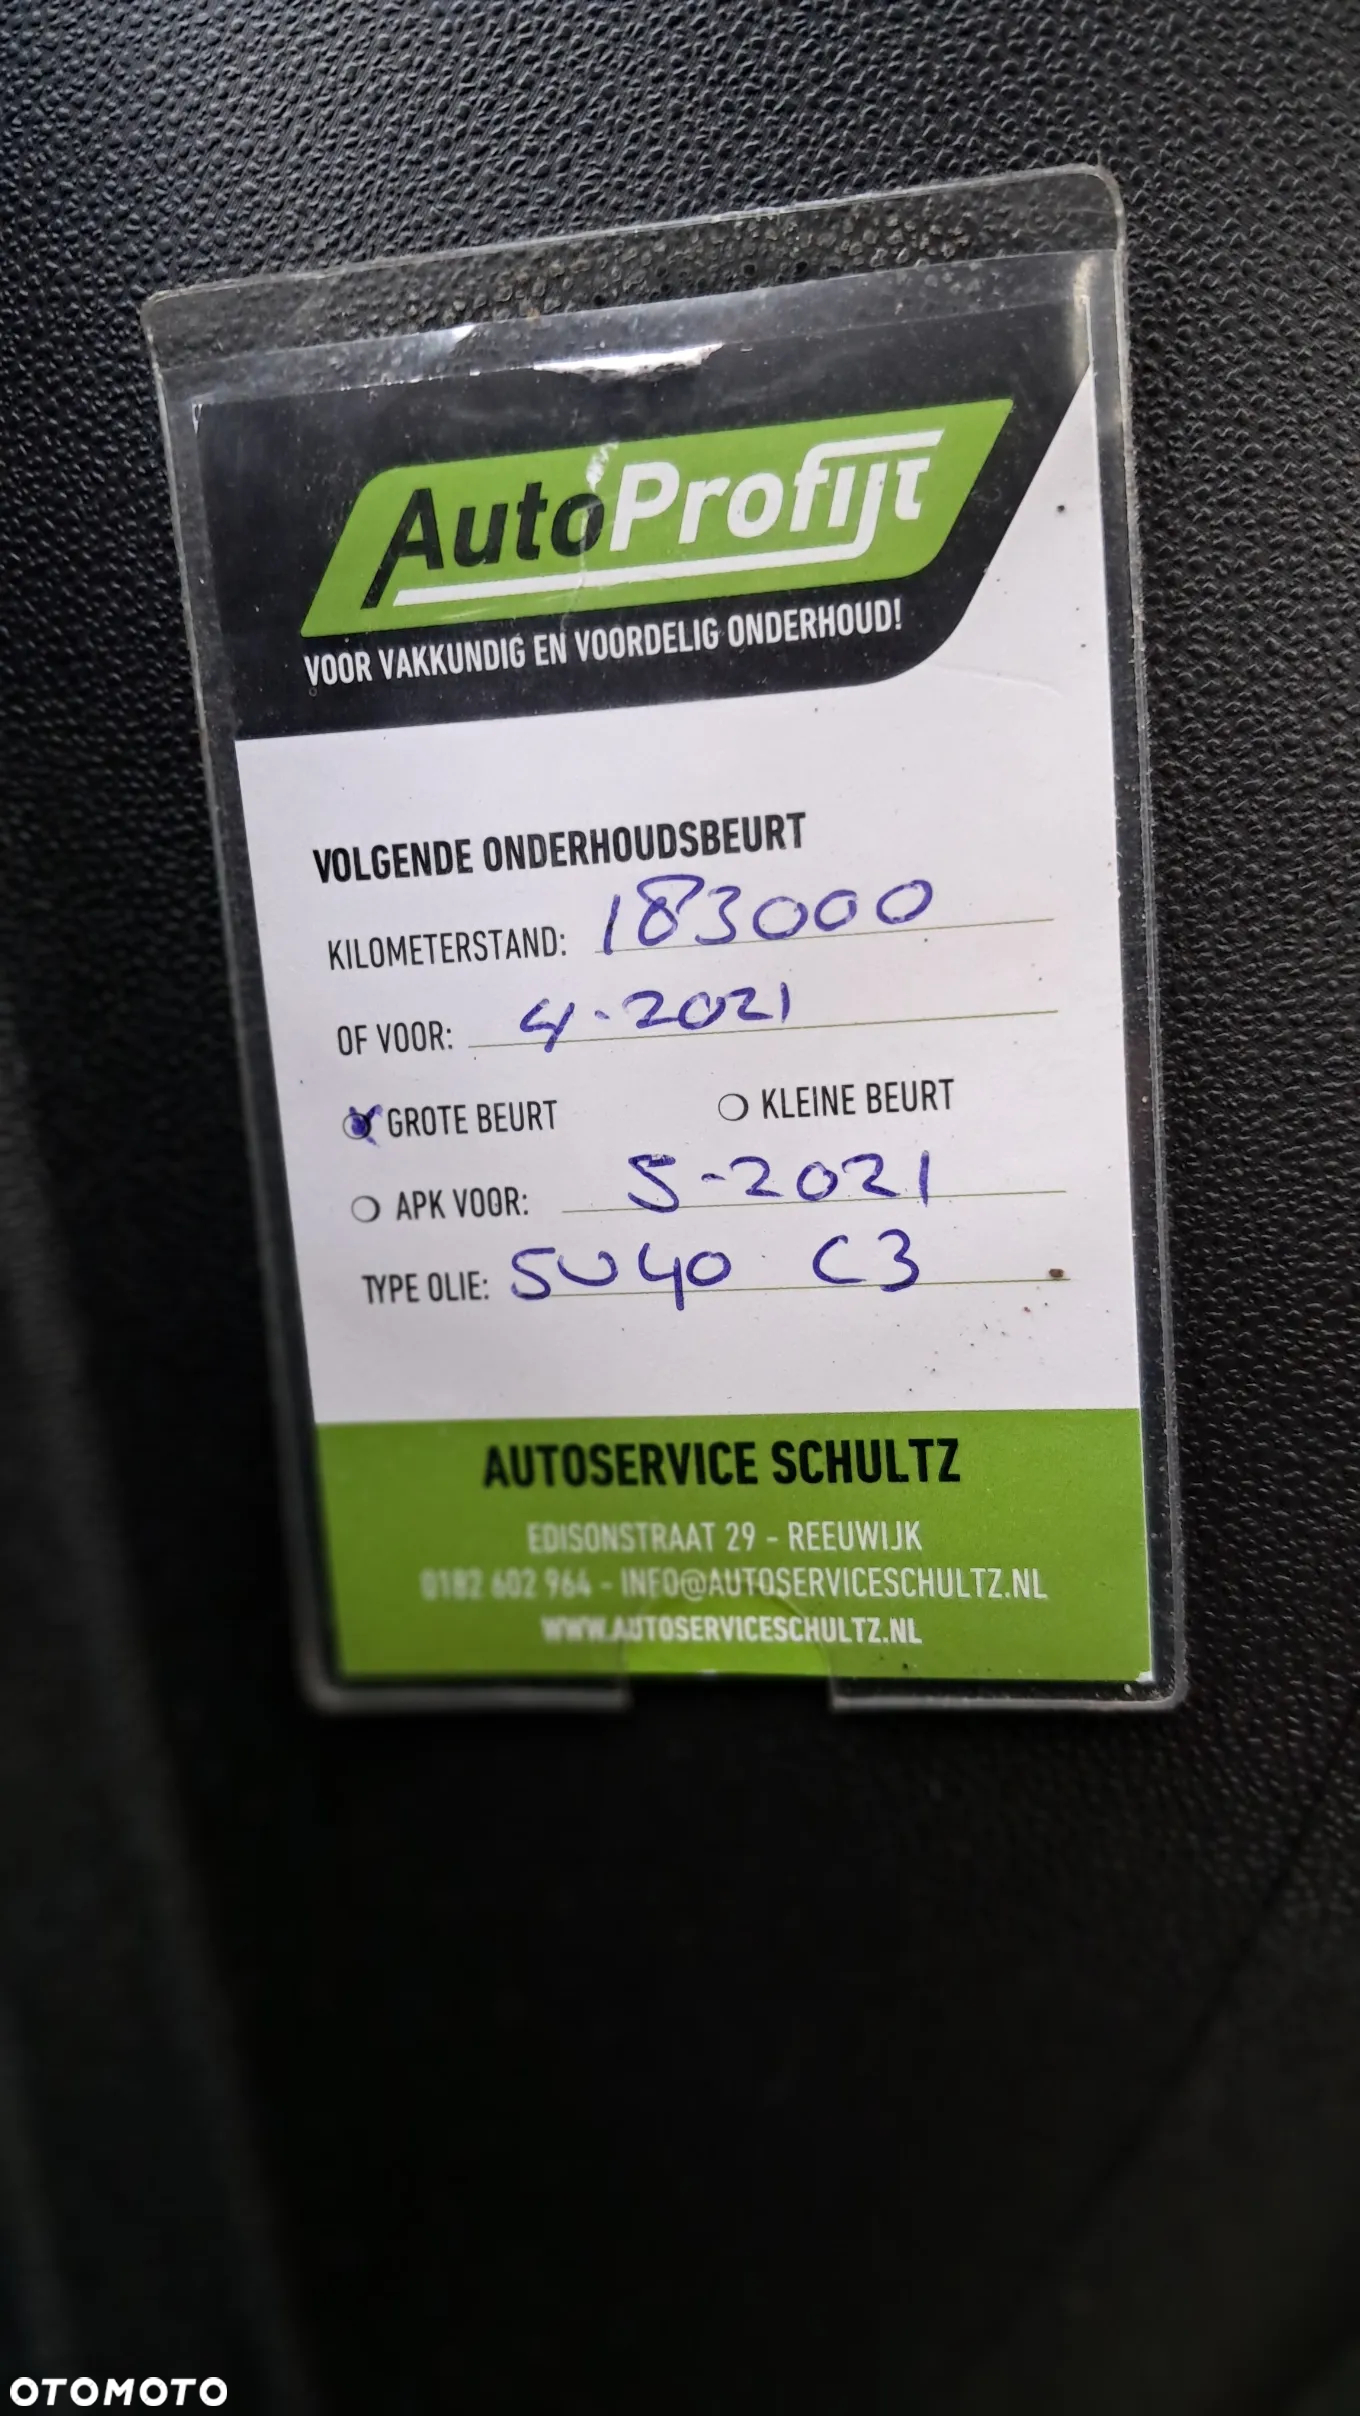 AutoProfijt
VOOR VAKKUNDIG EN VOORDELIG ONDERHOUD!
VOLGENDE ONDERHOUDSBEURT
KILOMETERSTAND: 183000
OF VOOR: 4-2021
GROTE BEURT KLEINE BEURT
APK VOOR: 5-2021
TYPE OLIE: 5W40 C3
AUTOSERVICE SCHULTZ
EDISONSTRAAT 29 - REEUWIJK
0182 602 964 - INFO@AUTOSERVICESCHULTZ.NL
WWW.AUTOSERVICESCHULTZ.NL
OTOMOTO